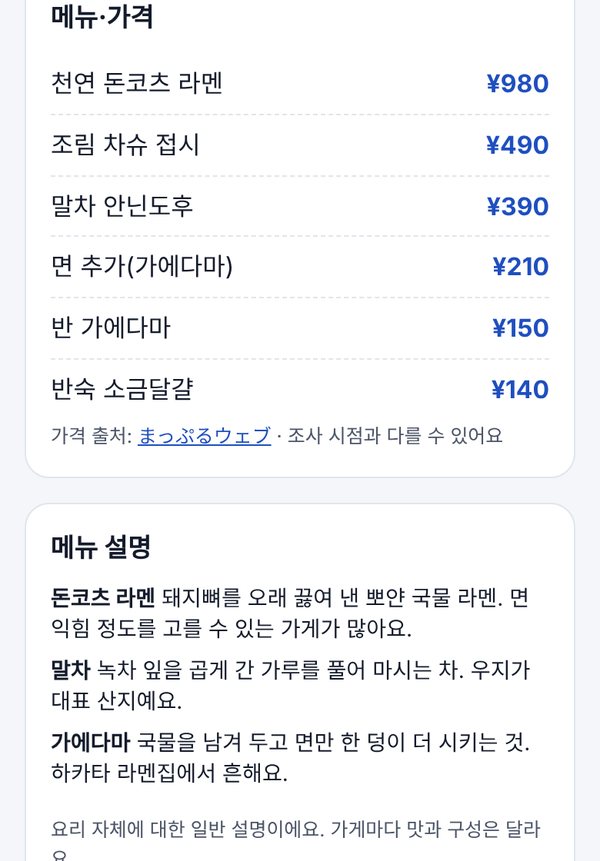 메뉴·가격
천연 돈코츠 라멘 ¥980
조림 차슈 접시 ¥490
말차 안닌도후 ¥390
면 추가(가에다마) ¥210
반 가에다마 ¥150
반숙 소금달걀 ¥140
가격 출처: まっぷるウェブ · 조사 시점과 다를 수 있어요
메뉴 설명
돈코츠 라멘 돼지뼈를 오래 끓여 낸 뽀얀 국물 라멘. 면
익힘 정도를 고를 수 있는 가게가 많아요.
말차 녹차 잎을 곱게 간 가루를 풀어 마시는 차. 우지가
대표 산지예요.
가에다마 국물을 남겨 두고 면만 한 덩이 더 시키는 것.
하카타 라멘집에서 흔해요.
요리 자체에 대한 일반 설명이에요. 가게마다 맛과 구성은 달라
요.